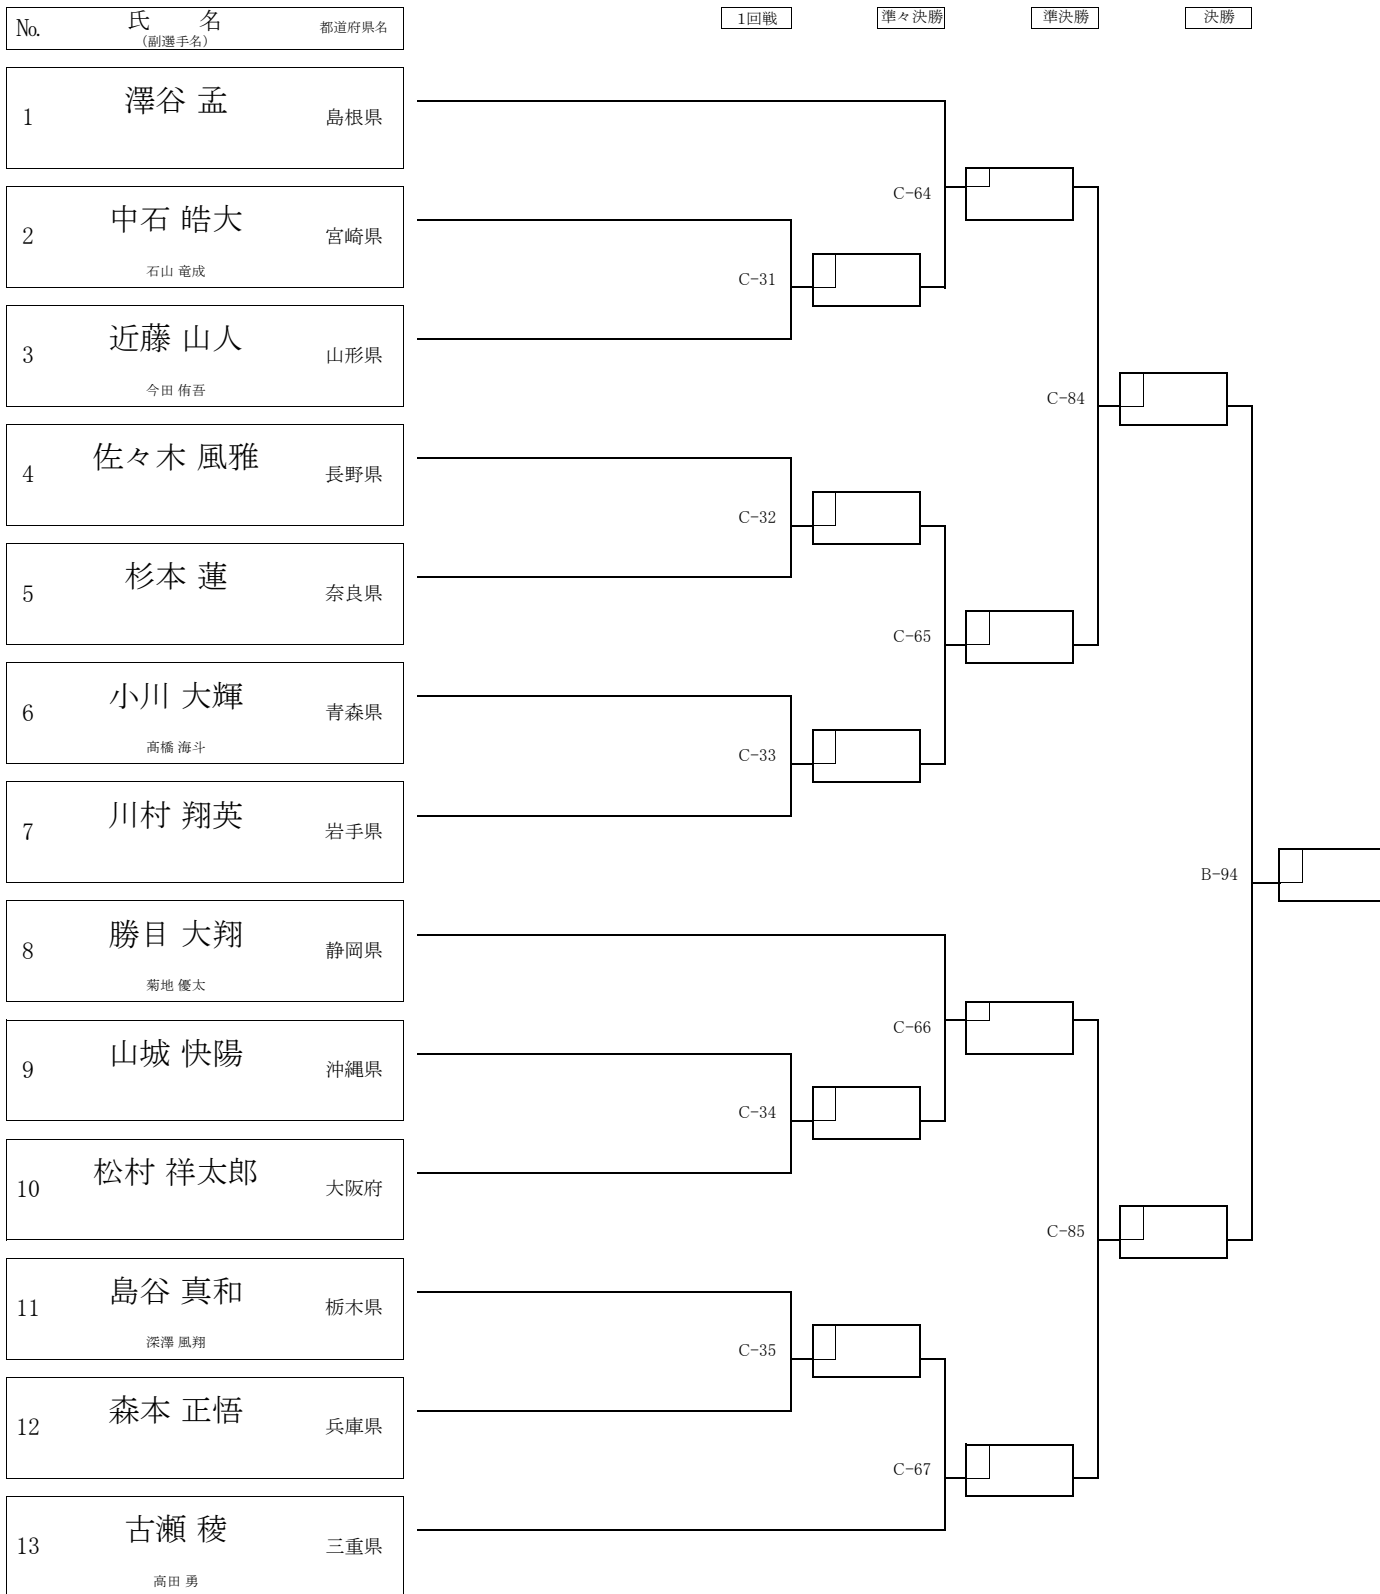 No. 氏 名 都道府県名 1回戦 準々決勝 準決勝 決勝
(副選手名)
1 澤谷 孟 島根県
C-64
2 中石 皓大 宮崎県
石山 竜成
C-31
3 近藤 山人 山形県
今田 侑吾
C-84
4 佐々木 風雅 長野県
C-32
5 杉本 蓮 奈良県
C-65
6 小川 大輝 青森県
髙橋 海斗
C-33
7 川村 翔英 岩手県
B-94
8 勝目 大翔 静岡県
菊地 優太
C-66
9 山城 快陽 沖縄県
C-34
10 松村 祥太郎 大阪府
C-85
11 島谷 真和 栃木県
深澤 風翔
C-35
12 森本 正悟 兵庫県
C-67
13 古瀬 稜 三重県
高田 勇